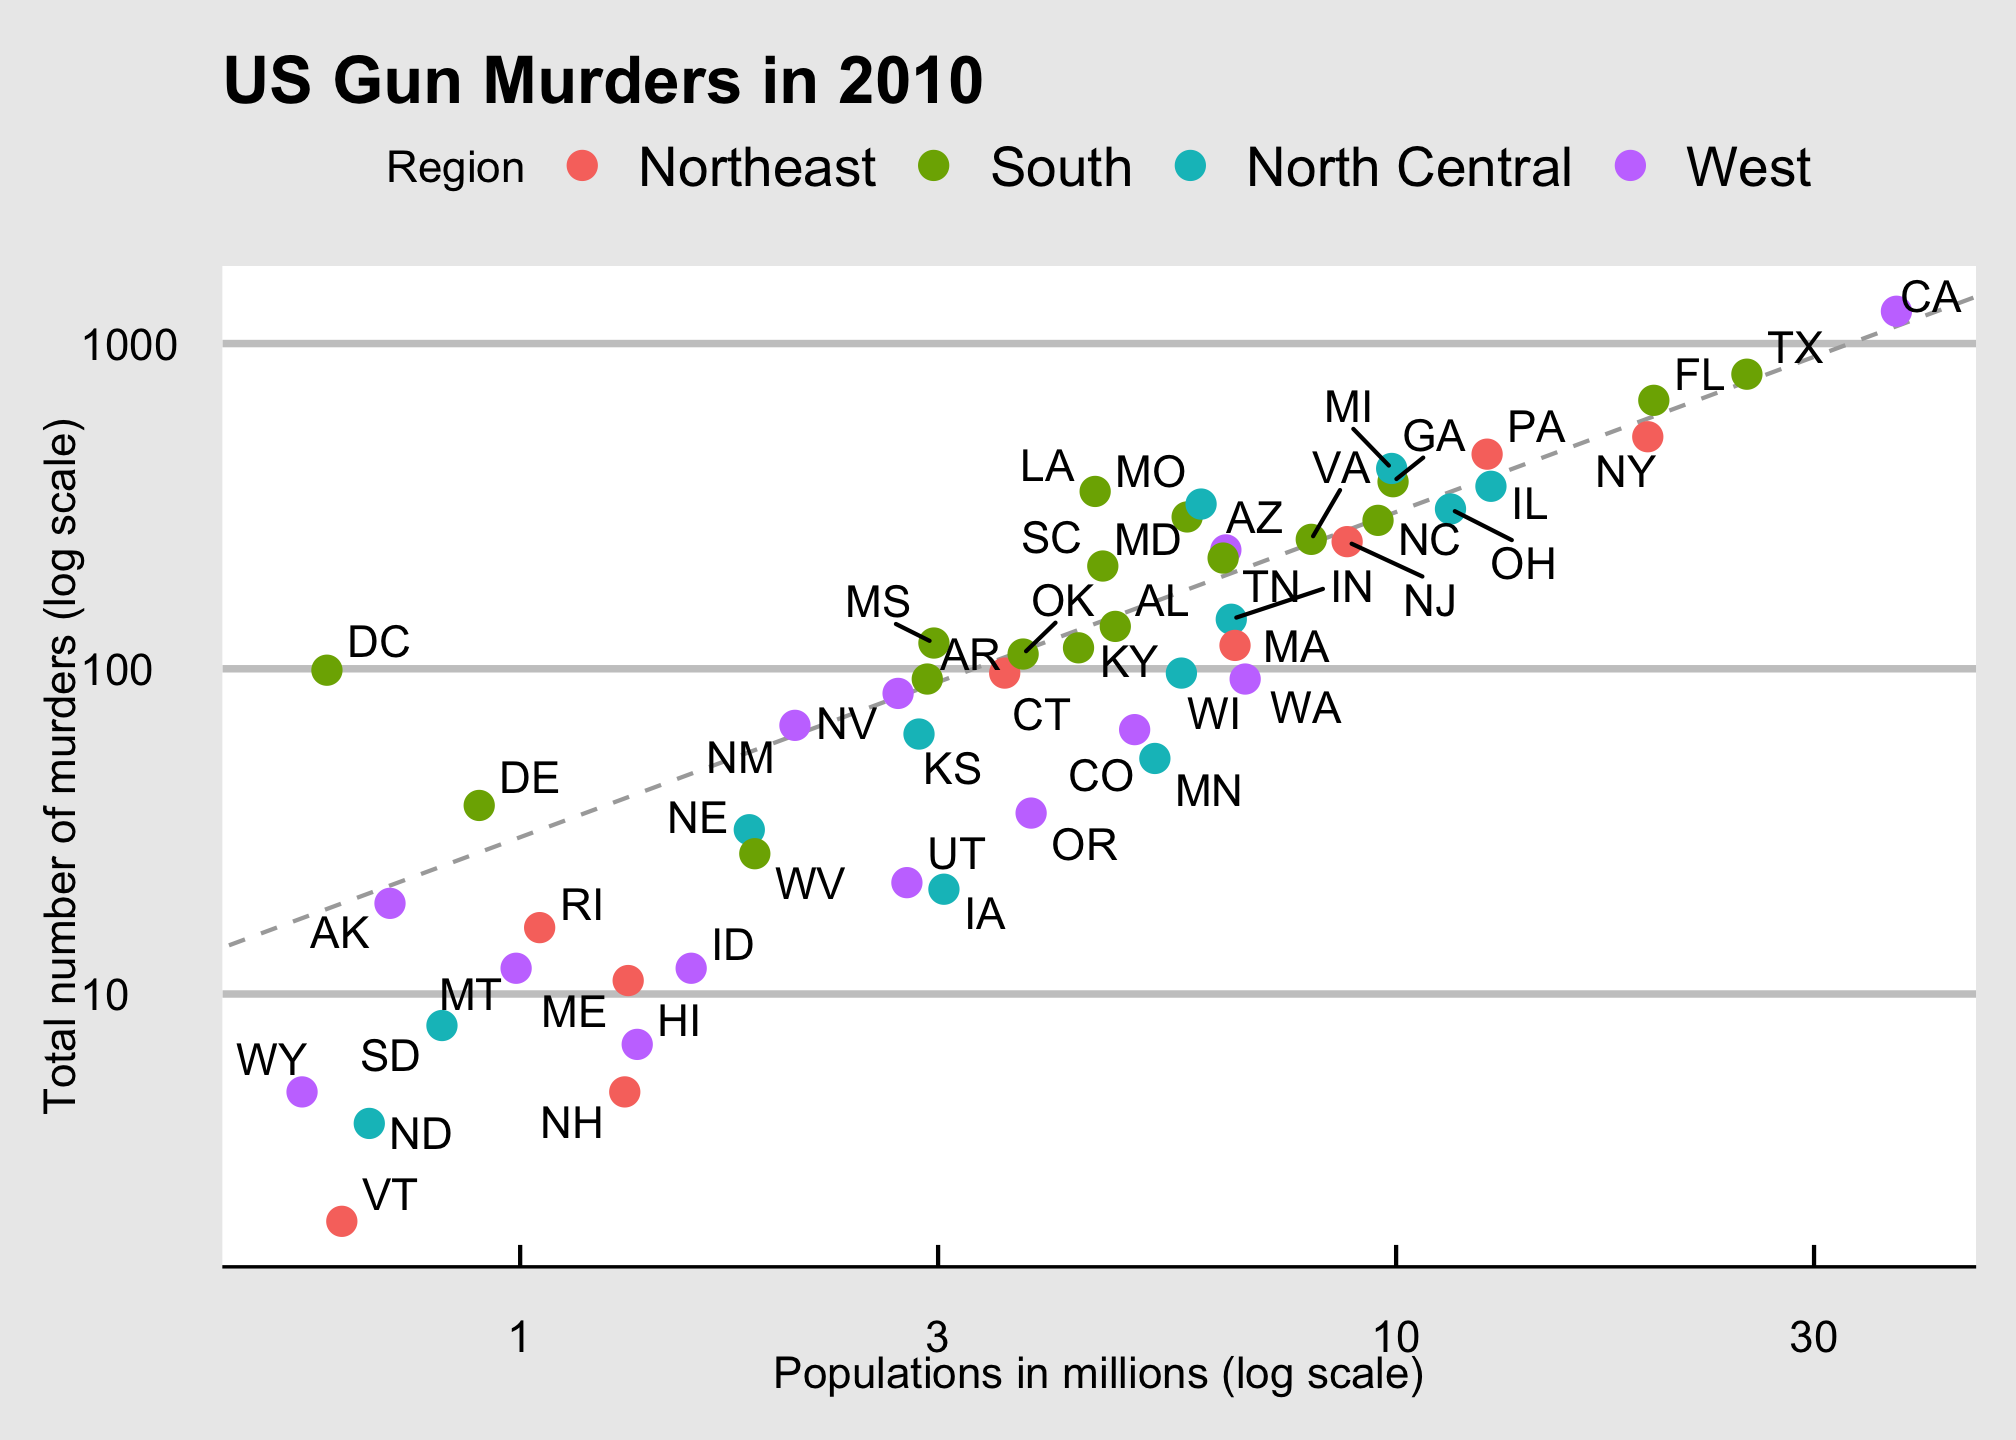 US Gun Murders in 2010
Region Northeast South North Central West
CA
1000
TX
FL
MI
PA
GA
LA
MO
VA
NY
IL
AZ
SC
MD
NC
OH
TN
IN
NJ
MS
OK
AL
DC
AR
MA
100
KY
CT
WI
WA
NV
NM
KS
CO
DE
MN
NE
OR
UT
WV
RI
IA
AK
ID
10
MT
ME
HI
WY
SD
NH
ND
VT
Total number of murders (log scale)
1 3 10 30
Populations in millions (log scale)